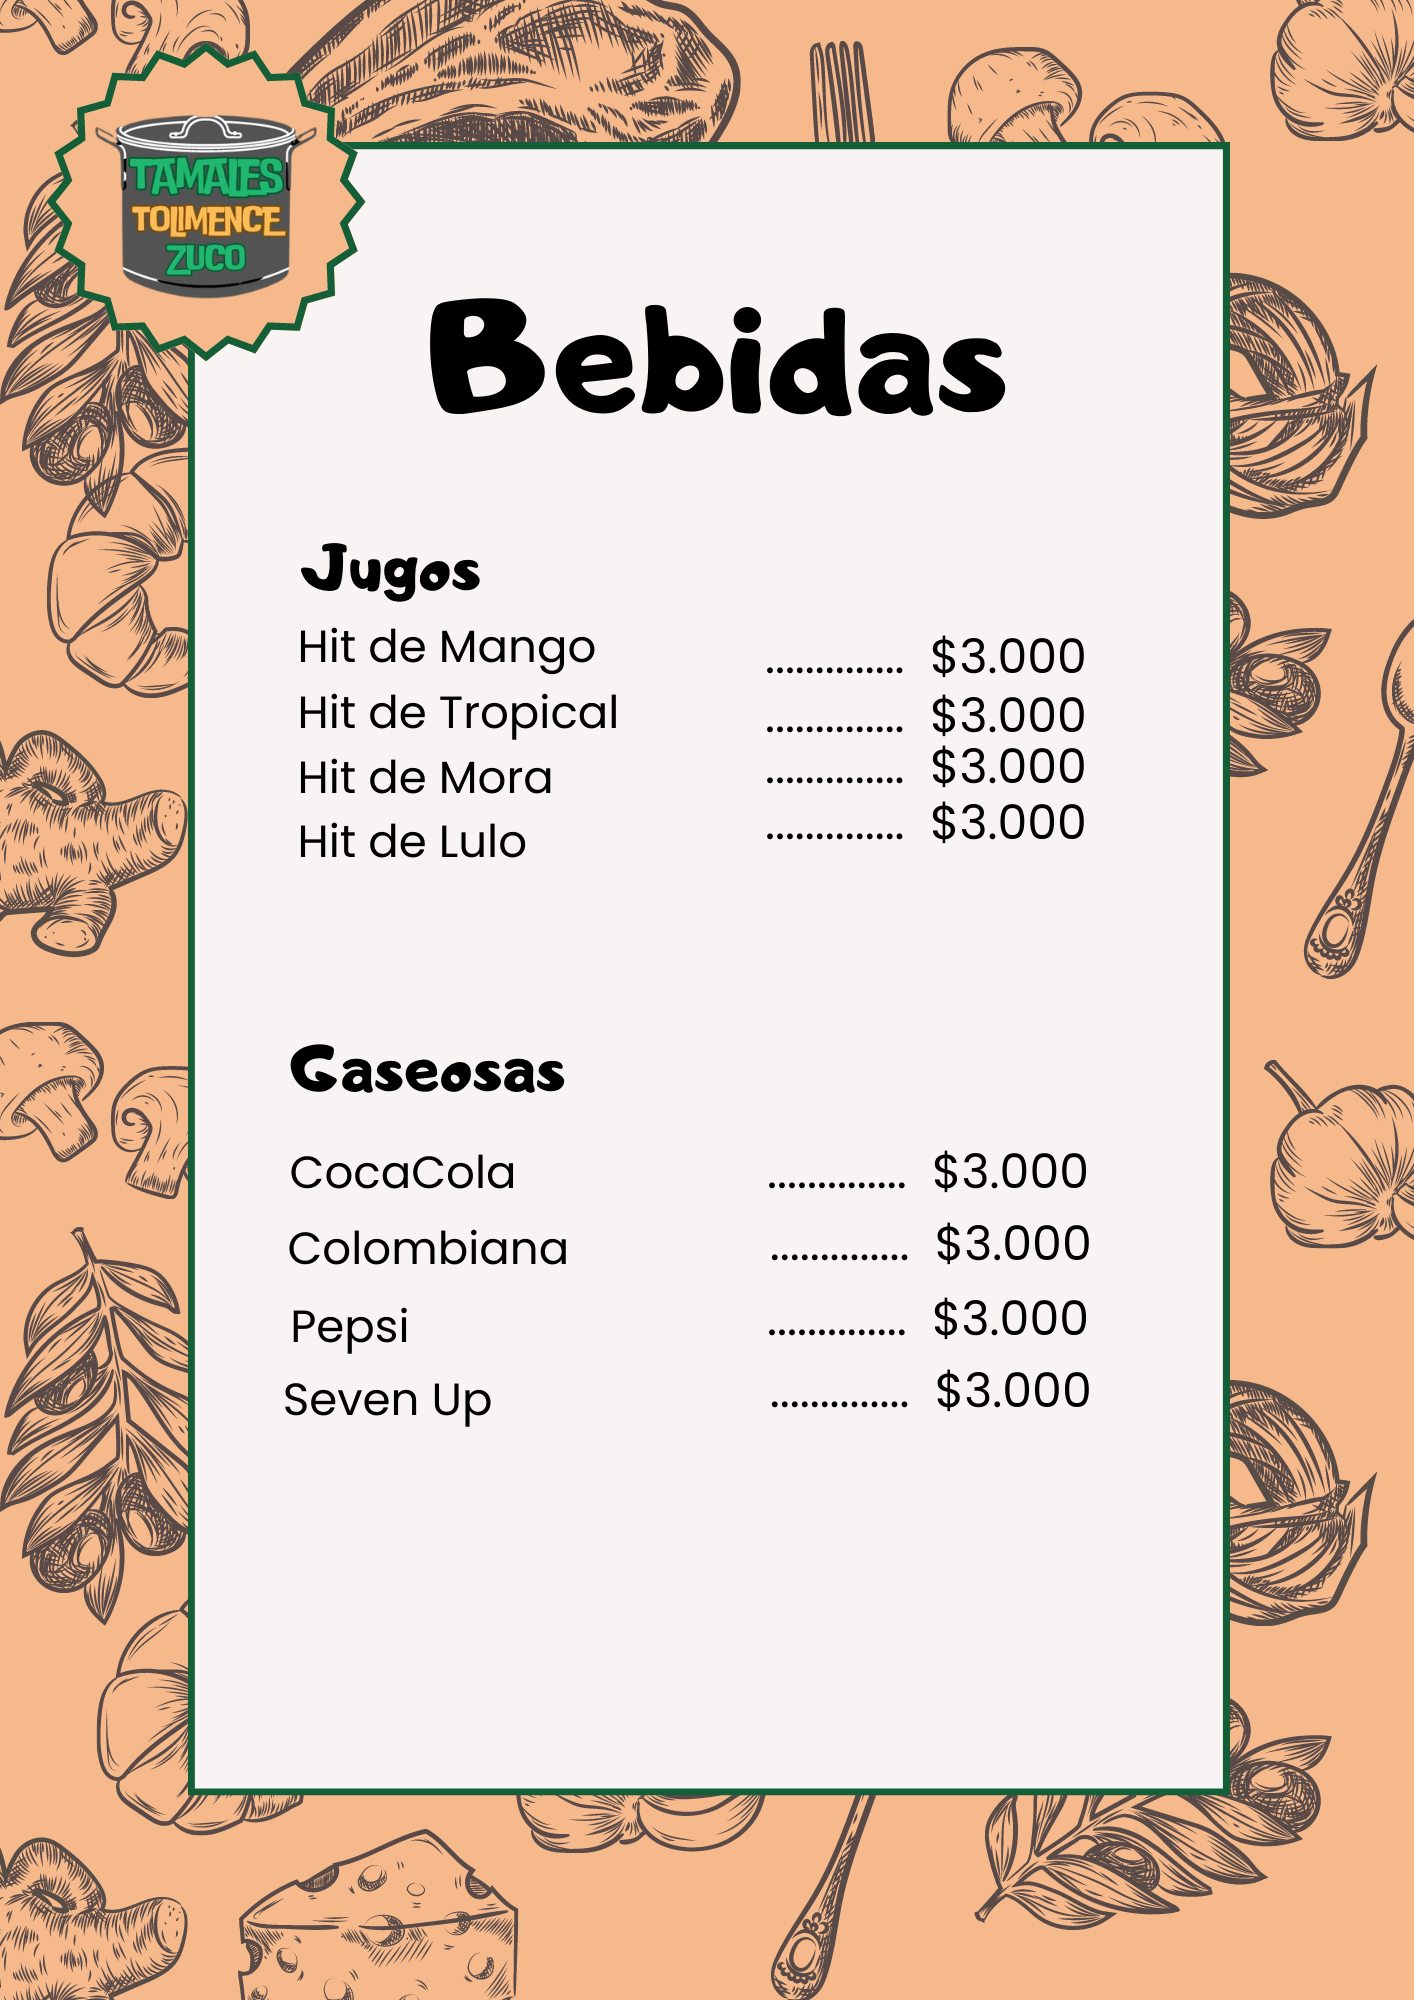 TAMALES
TOLIMENCE
ZUCO
Bebidas
Jugos
Hit de Mango .............. $3.000
Hit de Tropical .............. $3.000
Hit de Mora .............. $3.000
Hit de Lulo .............. $3.000
Gaseosas
CocaCola .............. $3.000
Colombiana .............. $3.000
Pepsi .............. $3.000
Seven Up .............. $3.000